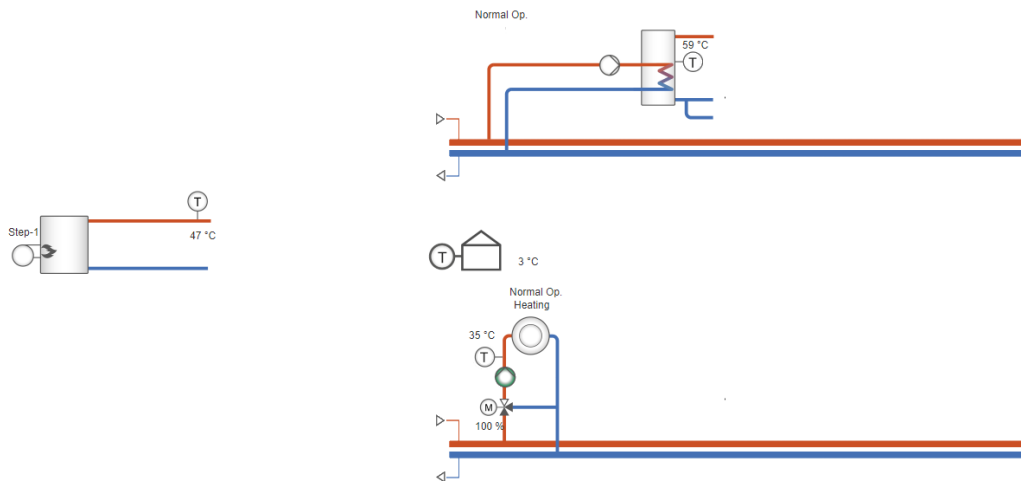 Normal Op.
59 °C
T
T
Step-1
47 °C
T
3 °C
Normal Op.
Heating
35 °C
T
M
100 %